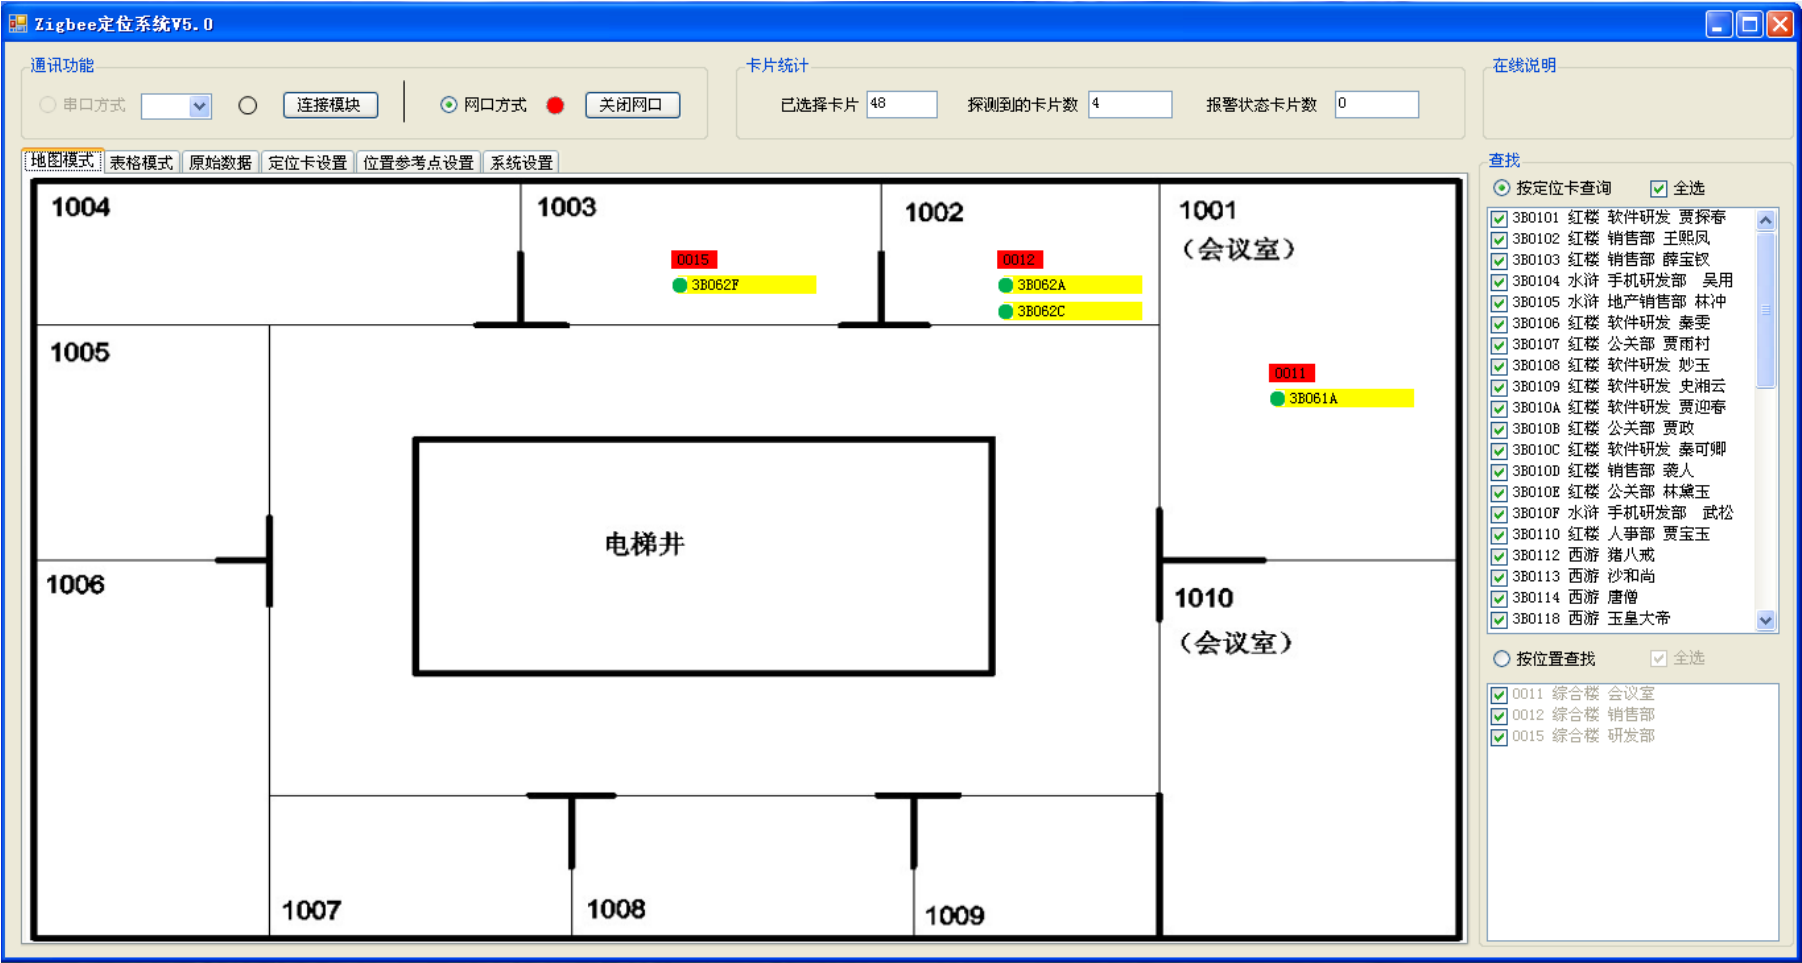 Zigbee定位系统V5.0
通讯功能
串口方式
连接模块
网口方式
关闭网口
卡片统计
已选择卡片 48
探测到的卡片数 4
报警状态卡片数 0
在线说明
地图模式 表格模式 原始数据 定位卡设置 位置参考点设置 系统设置
1004
1003
1002
1001
（会议室）
0015
3B062F
0012
3B062A
3B062C
1005
0011
3B061A
电梯井
1006
1010
（会议室）
1007
1008
1009
查找
按定位卡查询 全选
3B0101 红楼 软件研发 贾探春
3B0102 红楼 销售部 王熙凤
3B0103 红楼 销售部 薛宝钗
3B0104 水浒 手机研发部 吴用
3B0105 水浒 地产销售部 林冲
3B0106 红楼 软件研发 秦雯
3B0107 红楼 公关部 贾雨村
3B0108 红楼 软件研发 妙玉
3B0109 红楼 软件研发 史湘云
3B010A 红楼 软件研发 贾迎春
3B010B 红楼 公关部 贾政
3B010C 红楼 软件研发 秦可卿
3B010D 红楼 销售部 袭人
3B010E 红楼 公关部 林黛玉
3B010F 水浒 手机研发部 武松
3B0110 红楼 人事部 贾宝玉
3B0112 西游 猪八戒
3B0113 西游 沙和尚
3B0114 西游 唐僧
3B0118 西游 玉皇大帝
按位置查找 全选
0011 综合楼 会议室
0012 综合楼 销售部
0015 综合楼 研发部